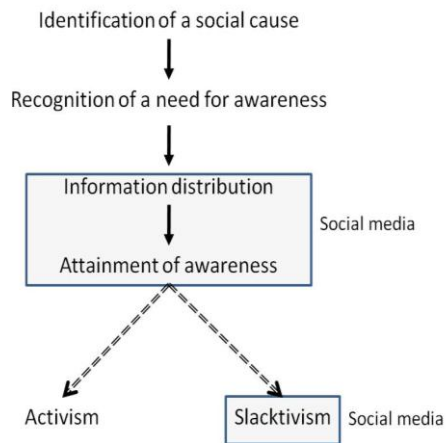 Identification of a social cause
Recognition of a need for awareness
Information distribution
Social media
Attainment of awareness
Activism
Slacktivism
Social media